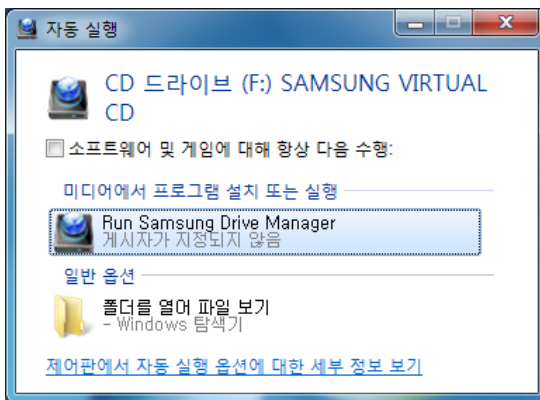 자동 실행
CD 드라이브 (F:) SAMSUNG VIRTUAL
CD
소프트웨어 및 게임에 대해 항상 다음 수행:
미디어에서 프로그램 설치 또는 실행
Run Samsung Drive Manager
게시자가 지정되지 않음
일반 옵션
폴더를 열어 파일 보기
- Windows 탐색기
제어판에서 자동 실행 옵션에 대한 세부 정보 보기